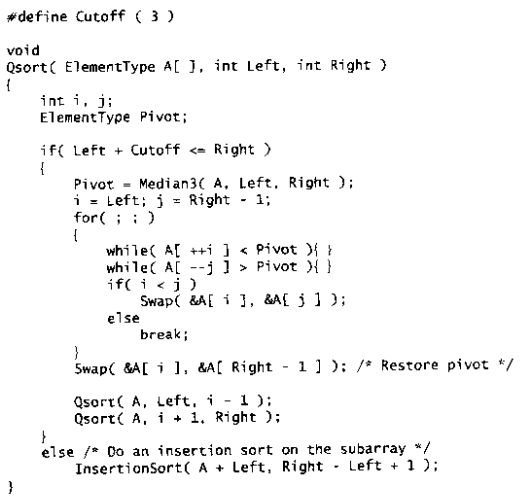 #define Cutoff ( 3 )
void
Qsort( ElementType A[ ], int Left, int Right )
{
int i, j;
ElementType Pivot;
if( Left + Cutoff <= Right )
{
Pivot = Median3( A, Left, Right );
i = Left; j = Right - 1;
for( ; ; )
{
while( A[ ++i ] < Pivot ){ }
while( A[ --j ] > Pivot ){ }
if( i < j )
Swap( &A[ i ], &A[ j ] );
else
break;
}
Swap( &A[ i ], &A[ Right - 1 ] ); /* Restore pivot */
Qsort( A, Left, i - 1 );
Qsort( A, i + 1, Right );
}
else /* Do an insertion sort on the subarray */
InsertionSort( A + Left, Right - Left + 1 );
}